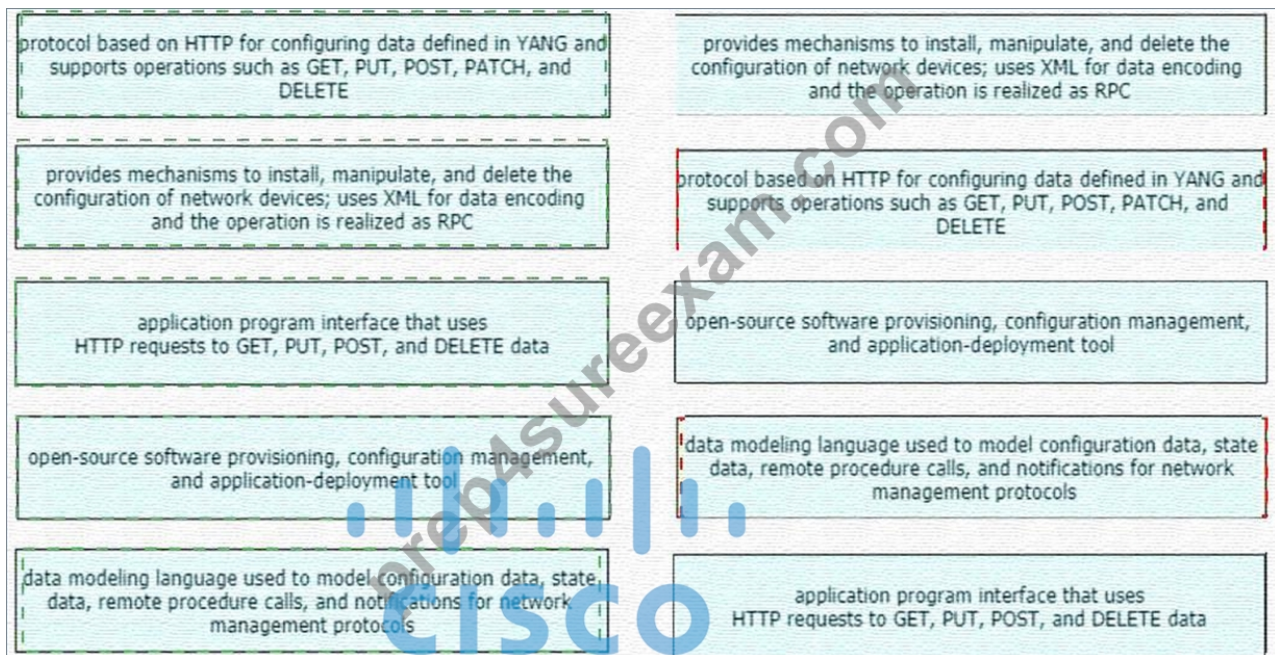 protocol based on HTTP for configuring data defined in YANG and
supports operations such as GET, PUT, POST, PATCH, and
DELETE
provides mechanisms to install, manipulate, and delete the
configuration of network devices; uses XML for data encoding
and the operation is realized as RPC
application program interface that uses
HTTP requests to GET, PUT, POST, and DELETE data
open-source software provisioning, configuration management,
and application-deployment tool
data modeling language used to model configuration data, state
data, remote procedure calls, and notifications for network
management protocols
provides mechanisms to install, manipulate, and delete the
configuration of network devices; uses XML for data encoding
and the operation is realized as RPC
protocol based on HTTP for configuring data defined in YANG and
supports operations such as GET, PUT, POST, PATCH, and
DELETE
open-source software provisioning, configuration management,
and application-deployment tool
data modeling language used to model configuration data, state
data, remote procedure calls, and notifications for network
management protocols
application program interface that uses
HTTP requests to GET, PUT, POST, and DELETE data
prep4sureexam.com
CISCO